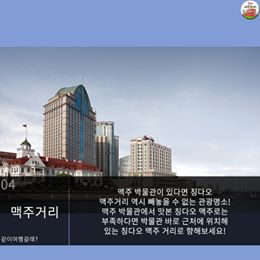 04
맥주거리
같이여행갈래?
맥주 박물관이 있다면 칭다오
맥주거리 역시 빼놓을 수 없는 관광명소!
맥주 박물관에서 맛본 칭다오 맥주로는
부족하다면 박물관 바로 근처에 위치해
있는 칭다오 맥주 거리로 향해보세요!